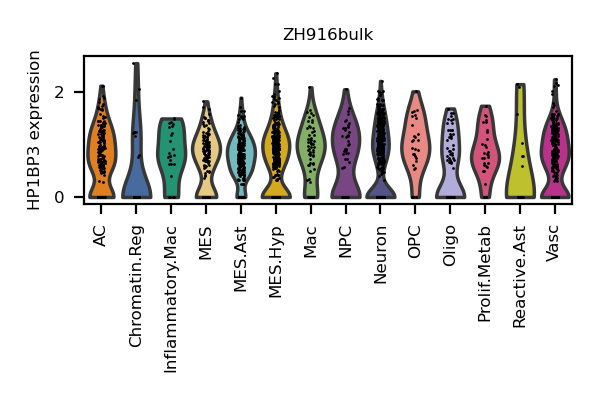 ZH916bulk
HP1BP3 expression
2
0
AC
Chromatin.Reg
Inflammatory.Mac
MES
MES.Ast
MES.Hyp
Mac
NPC
Neuron
OPC
Oligo
Prolif.Metab
Reactive.Ast
Vasc